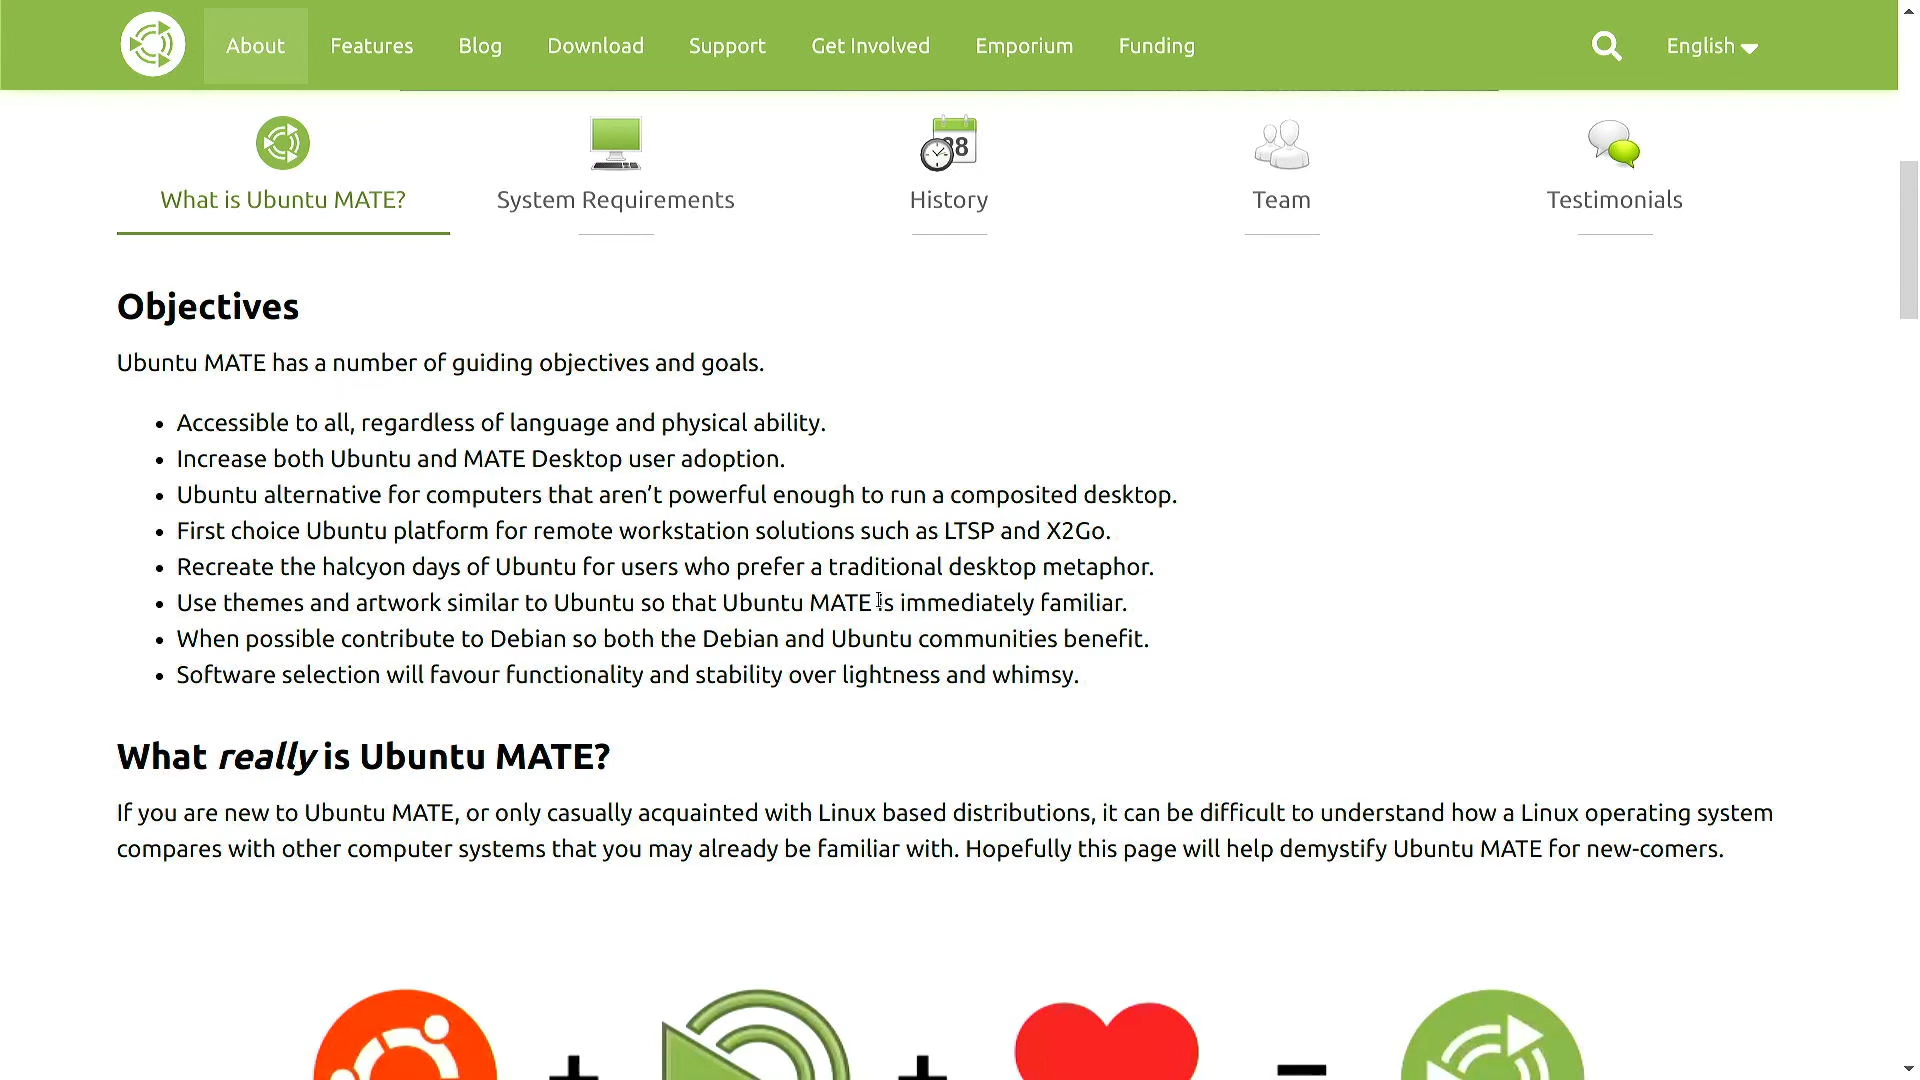 About Features Blog Download Support Get Involved Emporium Funding English
What is Ubuntu MATE? System Requirements History Team Testimonials
Objectives
Ubuntu MATE has a number of guiding objectives and goals.
• Accessible to all, regardless of language and physical ability.
• Increase both Ubuntu and MATE Desktop user adoption.
• Ubuntu alternative for computers that aren’t powerful enough to run a composited desktop.
• First choice Ubuntu platform for remote workstation solutions such as LTSP and X2Go.
• Recreate the halcyon days of Ubuntu for users who prefer a traditional desktop metaphor.
• Use themes and artwork similar to Ubuntu so that Ubuntu MATE is immediately familiar.
• When possible contribute to Debian so both the Debian and Ubuntu communities benefit.
• Software selection will favour functionality and stability over lightness and whimsy.
What really is Ubuntu MATE?
If you are new to Ubuntu MATE, or only casually acquainted with Linux based distributions, it can be difficult to understand how a Linux operating system
compares with other computer systems that you may already be familiar with. Hopefully this page will help demystify Ubuntu MATE for new-comers.